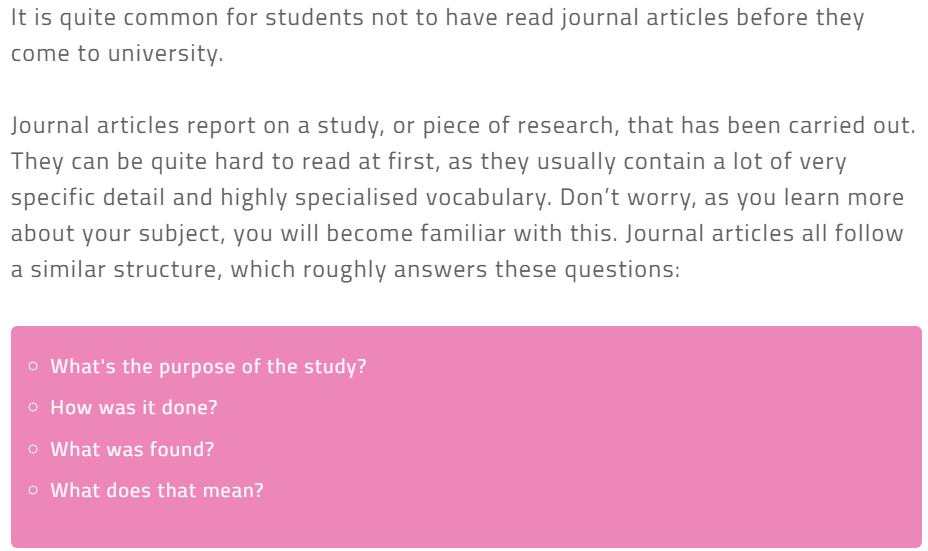 It is quite common for students not to have read journal articles before they
come to university.
Journal articles report on a study, or piece of research, that has been carried out.
They can be quite hard to read at first, as they usually contain a lot of very
specific detail and highly specialised vocabulary. Don’t worry, as you learn more
about your subject, you will become familiar with this. Journal articles all follow
a similar structure, which roughly answers these questions:
What's the purpose of the study?
How was it done?
What was found?
What does that mean?